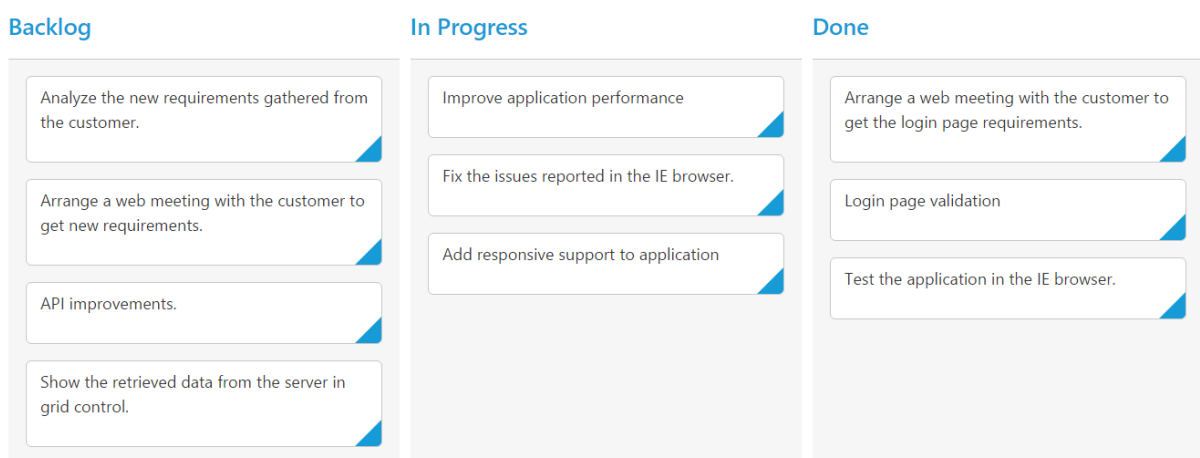 Backlog
Analyze the new requirements gathered from
the customer.
Arrange a web meeting with the customer to
get new requirements.
API improvements.
Show the retrieved data from the server in
grid control.
In Progress
Improve application performance
Fix the issues reported in the IE browser.
Add responsive support to application
Done
Arrange a web meeting with the customer to
get the login page requirements.
Login page validation
Test the application in the IE browser.